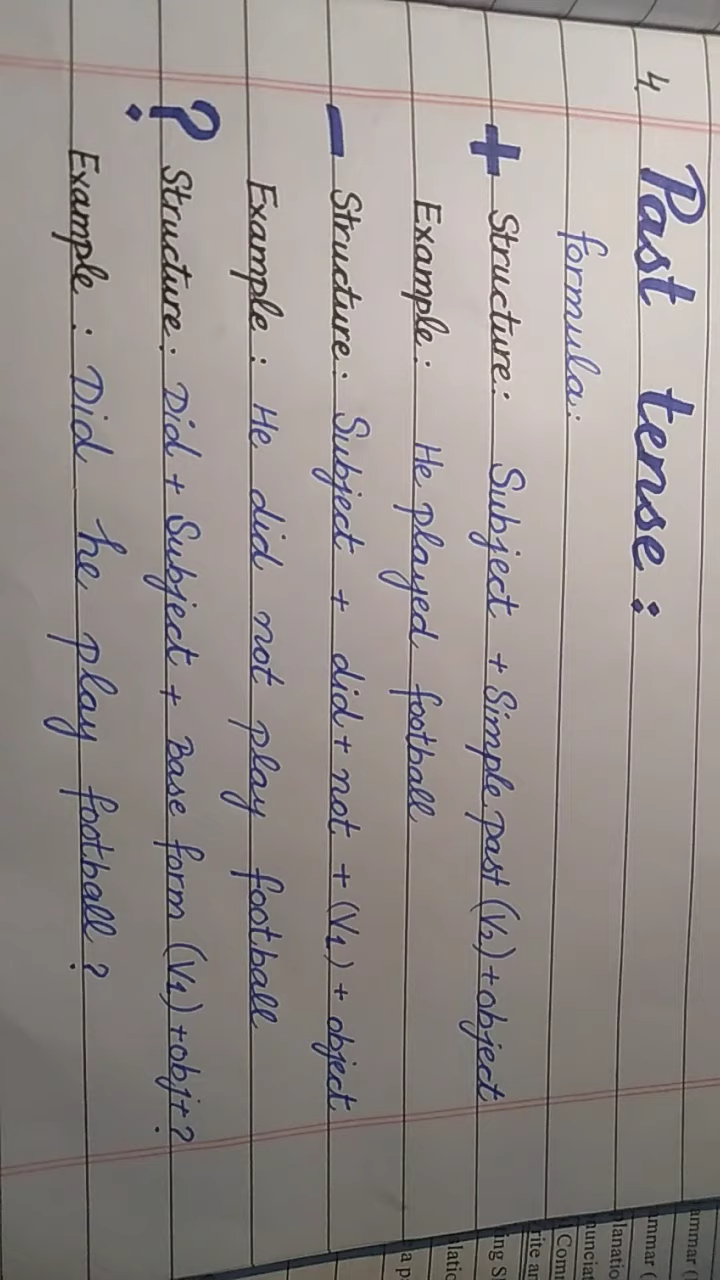 4
Past tense :
formula:
+ Structure: Subject + Simple past (V2) + object
Example: He played football
- Structure: Subject + did + not + (V1) + object
Example : He did not play football
? Structure: Did + Subject + Base form (V1) + obj + ?
Example : Did he play football ?